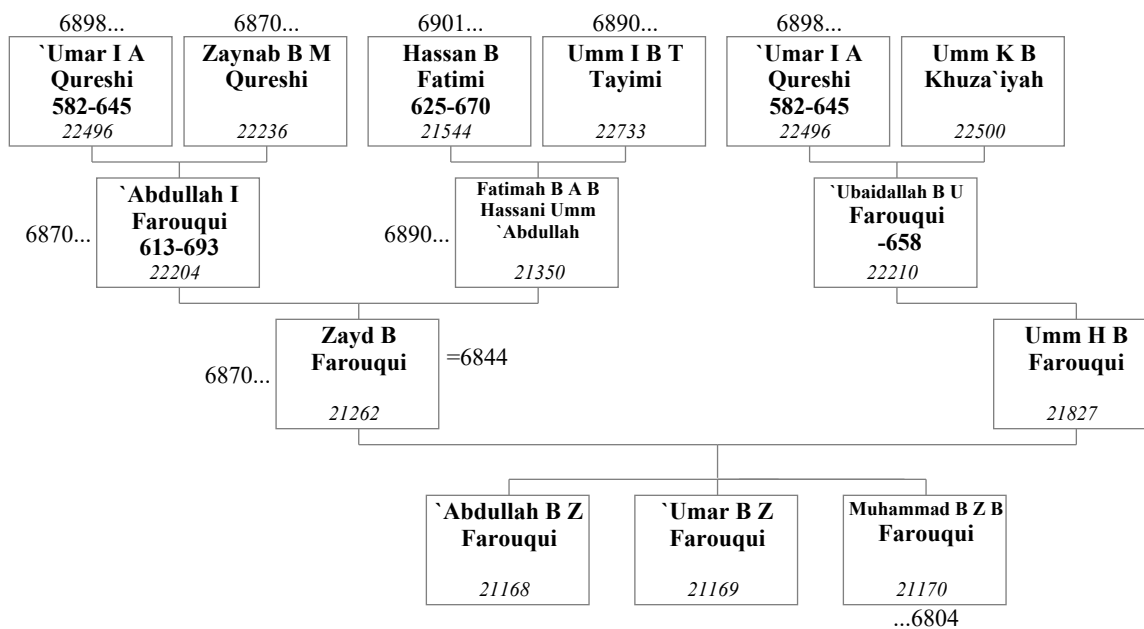 6898...
6870...
6901...
6890...
6898...
`Umar I A
Qureshi
582-645
22496
Zaynab B M
Qureshi
22236
Hassan B
Fatimi
625-670
21544
Umm I B T
Tayimi
22733
`Umar I A
Qureshi
582-645
22496
Umm K B
Khuza`iyah
22500
6870...
`Abdullah I
Farouqui
613-693
22204
6890...
Fatimah B A B
Hassani Umm
`Abdullah
21350
`Ubaidallah B U
Farouqui
-658
22210
6870...
Zayd B
Farouqui
21262
=6844
Umm H B
Farouqui
21827
`Abdullah B Z
Farouqui
21168
`Umar B Z
Farouqui
21169
Muhammad B Z B
Farouqui
21170
...6804